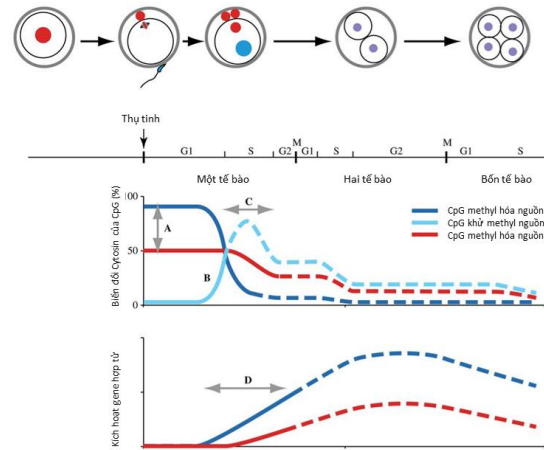 Thụ tinh
G1 S G2 M G1 S G2 M G1 S
Một tế bào Hai tế bào Bốn tế bào
Biến đổi Cytosin của CpG (%)
100
50
0
A
B
C
CpG methyl hóa nguồn
CpG khử methyl nguồn
CpG methyl hóa nguồn
Kích hoạt gene hợp tử
D